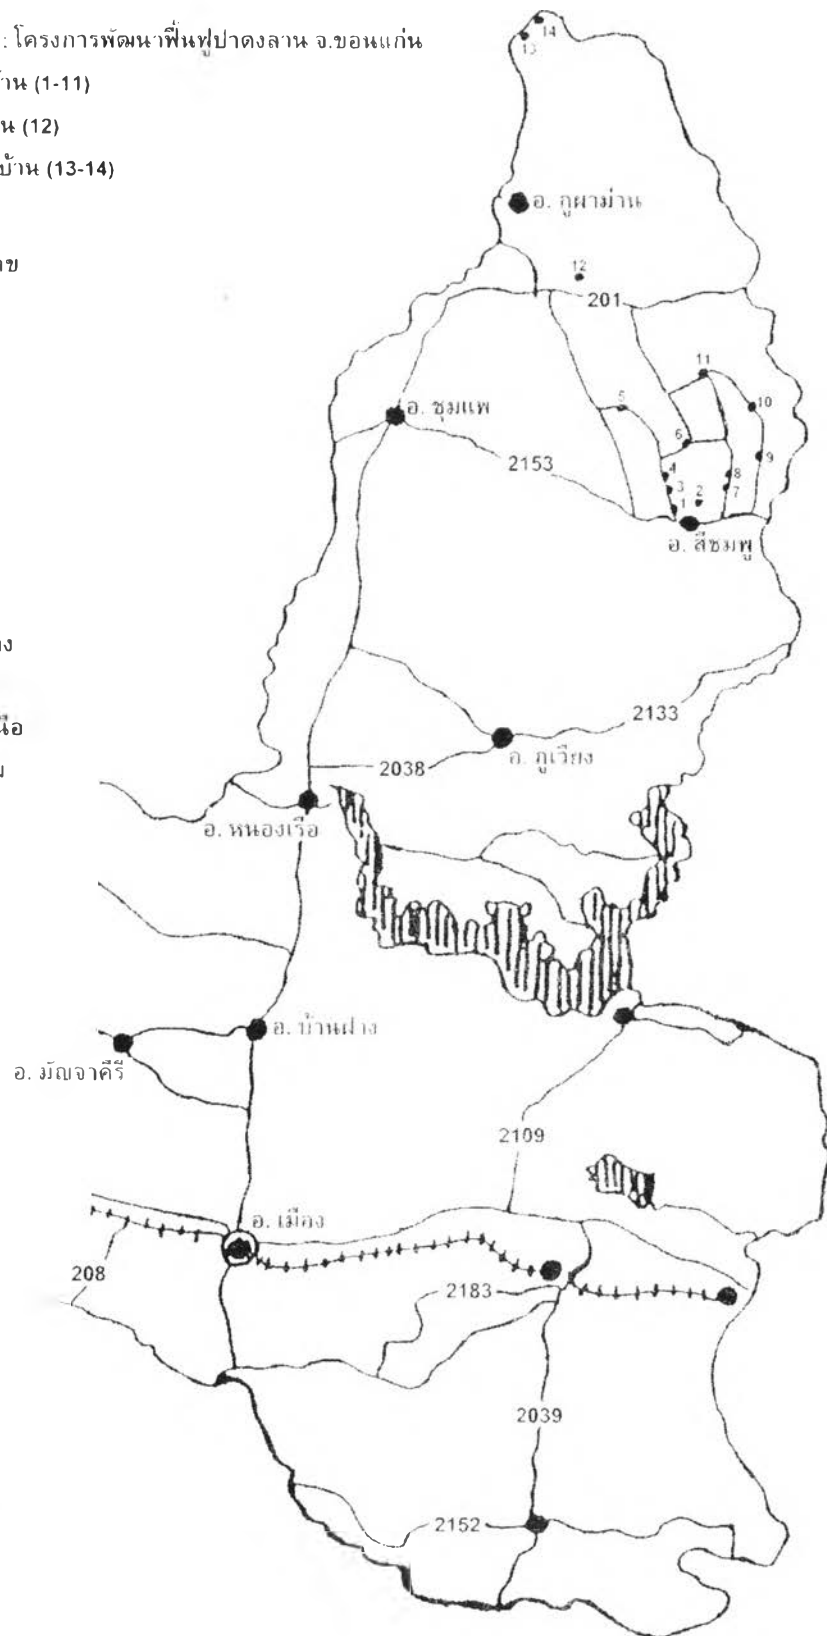 : โครงการพัฒนาฟื้นฟูป่าดงลาน จ.ขอนแก่น
(1-11)
(12)
บ้าน (13-14)
14
13
อ. ภูผาม่าน
12
201
11
5
10
อ. ชุมแพ
6
2153
9
4
8
3
2
7
1
อ. สีชมพู
2133
2038
อ. ภูเวียง
อ. หนองเรือ
อ. บ้านฝาง
อ. มัญจาคีรี
2109
อ. เมือง
208
2183
2039
2152